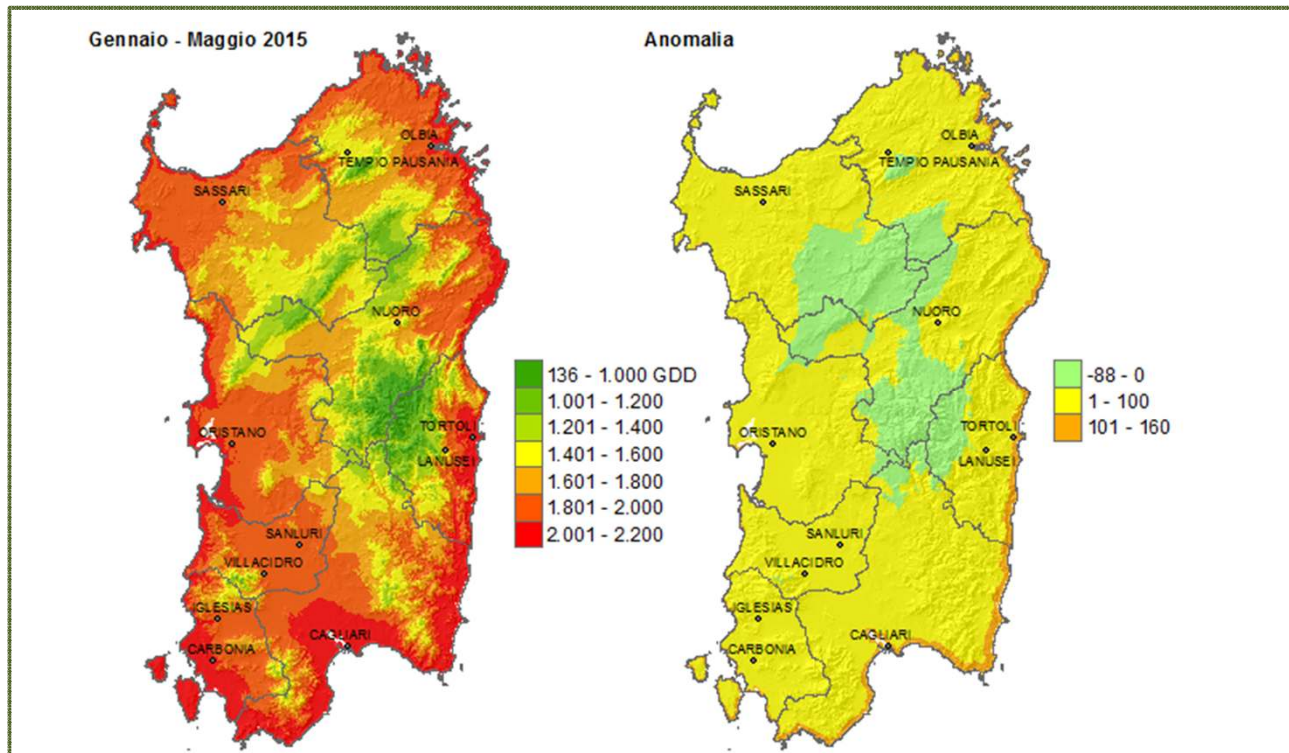 Gennaio - Maggio 2015
OLBIA
TEMPIO PAUSANIA
SASSARI
NUORO
ORISTANO
TORTOLI
LANUSEI
SANLURI
VILLACIDRO
IGLESIAS
CAGLIARI
CARBONIA
136 - 1.000 GDD
1.001 - 1.200
1.201 - 1.400
1.401 - 1.600
1.601 - 1.800
1.801 - 2.000
2.001 - 2.200
Anomalia
OLBIA
TEMPIO PAUSANIA
SASSARI
NUORO
ORISTANO
TORTOLI
LANUSEI
SANLURI
VILLACIDRO
IGLESIAS
CAGLIARI
CARBONIA
-88 - 0
1 - 100
101 - 160